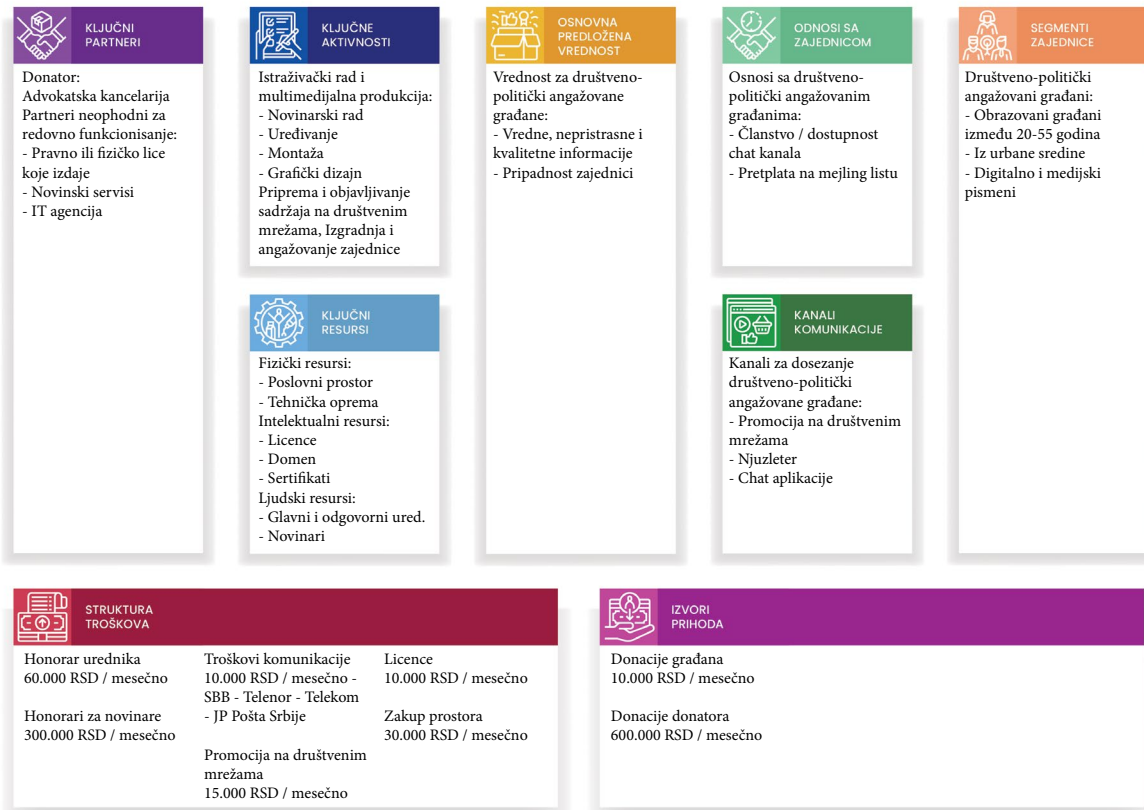 KLJUČNI
PARTNERI
Donator:
Advokatska kancelarija
Partneri neophodni za
redovno funkcionisanje:
- Pravno ili fizičko lice
koje izdaje
- Novinski servisi
- IT agencija
KLJUČNE
AKTIVNOSTI
Istraživački rad i
multimedijalna produkcija:
- Novinarski rad
- Uređivanje
- Montaža
- Grafički dizajn
Priprema i objavljivanje
sadržaja na društvenim
mrežama, Izgradnja i
angažovanje zajednice
KLJUČNI
RESURSI
Fizički resursi:
- Poslovni prostor
- Tehnička oprema
Intelektualni resursi:
- Licence
- Domen
- Sertifikati
Ljudski resursi:
- Glavni i odgovorni ured.
- Novinari
OSNOVNA
PREDLOŽENA
VREDNOST
Vrednost za društveno-
politički angažovane
građane:
- Vredne, nepristrasne i
kvalitetne informacije
- Pripadnost zajednici
ODNOSI SA
ZAJEDNICOM
Osnosi sa društveno-
politički angažovanim
građanima:
- Članstvo / dostupnost
chat kanala
- Pretplata na mejling listu
KANALI
KOMUNIKACIJE
Kanali za dosezanje
društveno-politički
angažovane građane:
- Promocija na društvenim
mrežama
- Njuzleter
- Chat aplikacije
SEGMENTI
ZAJEDNICE
Društveno-politički
angažovani građani:
- Obrazovani građani
između 20-55 godina
- Iz urbane sredine
- Digitalno i medijski
pismeni
STRUKTURA
TROŠKOVA
Honorar urednika
60.000 RSD / mesečno
Honorari za novinare
300.000 RSD / mesečno
Troškovi komunikacije
10.000 RSD / mesečno -
SBB - Telenor - Telekom
- JP Pošta Srbije
Promocija na društvenim
mrežama
15.000 RSD / mesečno
Licence
10.000 RSD / mesečno
Zakup prostora
30.000 RSD / mesečno
IZVORI
PRIHODA
Donacije građana
10.000 RSD / mesečno
Donacije donatora
600.000 RSD / mesečno